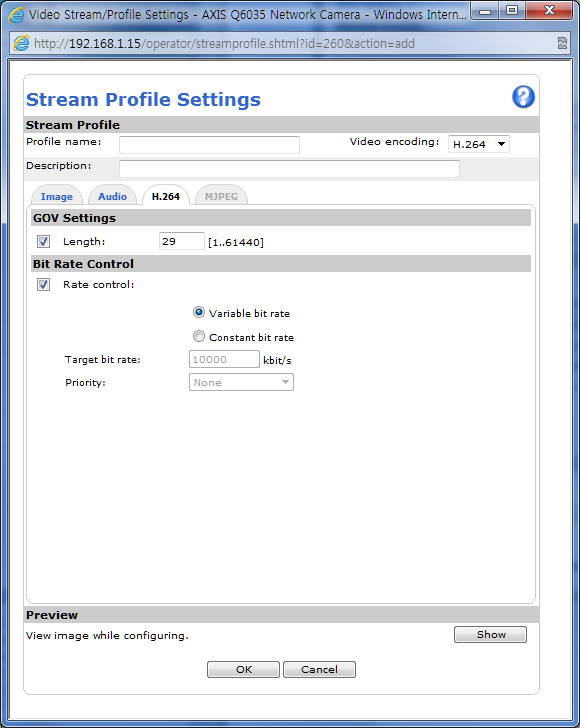 Video Stream/Profile Settings - AXIS Q6035 Network Camera - Windows Intern...
http://192.168.1.15/operator/streamprofile.shtml?id=260&action=add
Stream Profile Settings
?
Stream Profile
Profile name: Video encoding: H.264
Description:
Image Audio H.264 MJPEG
GOV Settings
Length: 29 [1..61440]
Bit Rate Control
Rate control:
Variable bit rate
Constant bit rate
Target bit rate: 10000 kbit/s
Priority: None
Preview
View image while configuring. Show
OK Cancel